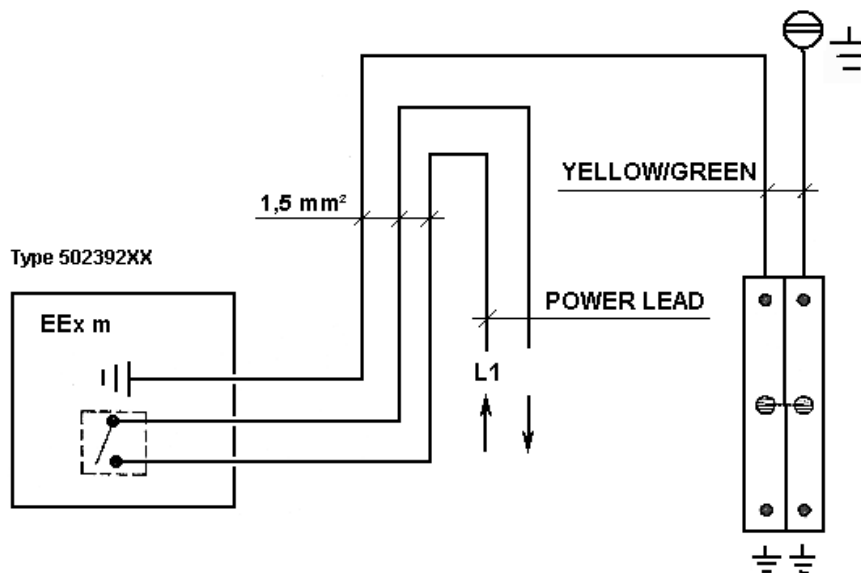 YELLOW/GREEN
1,5 mm²
Type 502392XX
POWER LEAD
EEx m
L1